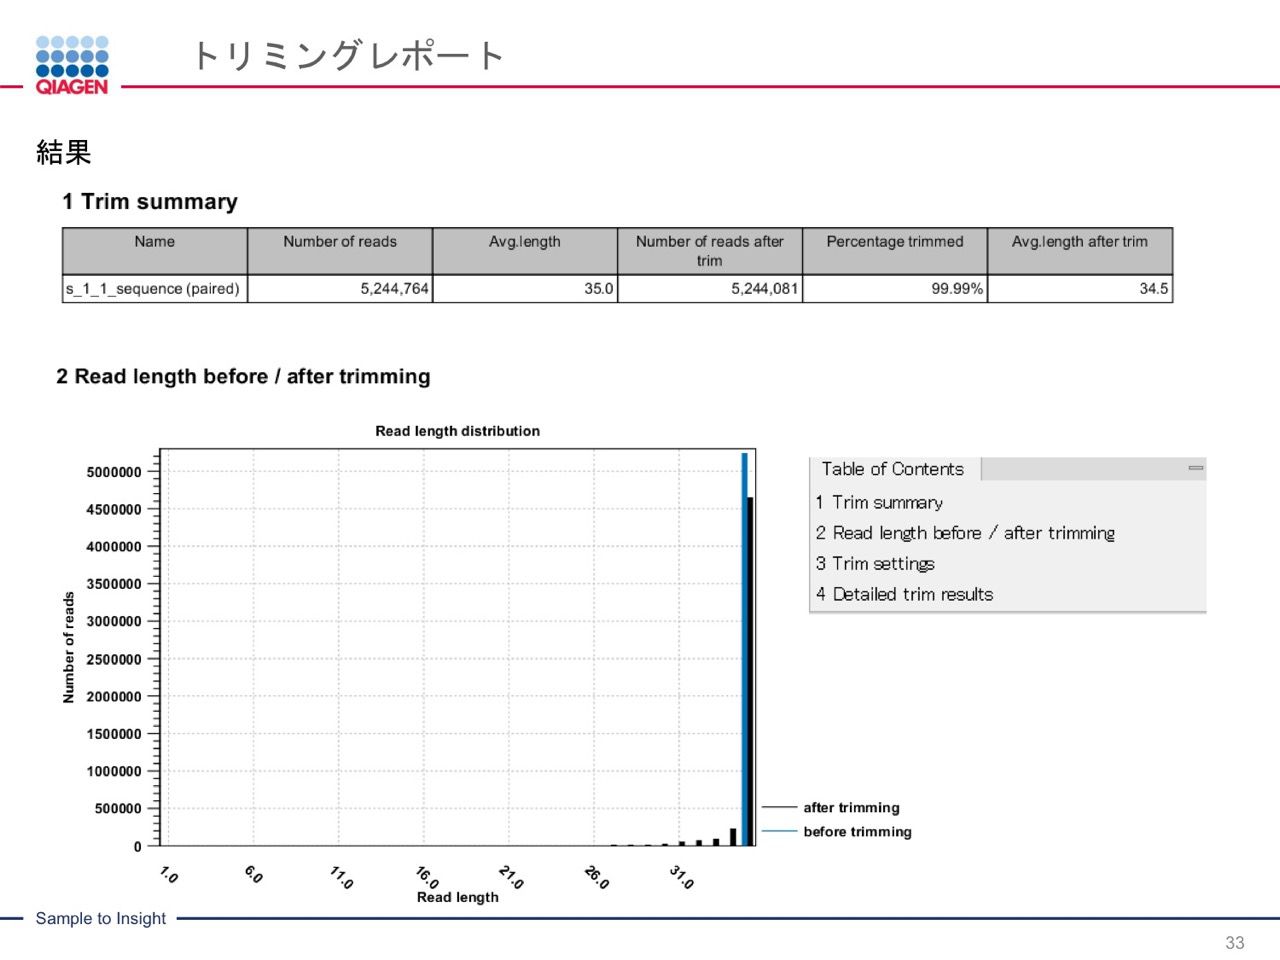 QIAGEN
トリミングレポート
結果
1 Trim summary
Name Number of reads Avg.length Number of reads after trim Percentage trimmed Avg.length after trim
s_1_1_sequence (paired) 5,244,764 35.0 5,244,081 99.99% 34.5
2 Read length before / after trimming
Read length distribution
5000000
4500000
4000000
3500000
3000000
2500000
2000000
1500000
1000000
500000
0
Number of reads
1.0 6.0 11.0 16.0 21.0 26.0 31.0
Read length
after trimming
before trimming
Table of Contents
1 Trim summary
2 Read length before / after trimming
3 Trim settings
4 Detailed trim results
Sample to Insight
33